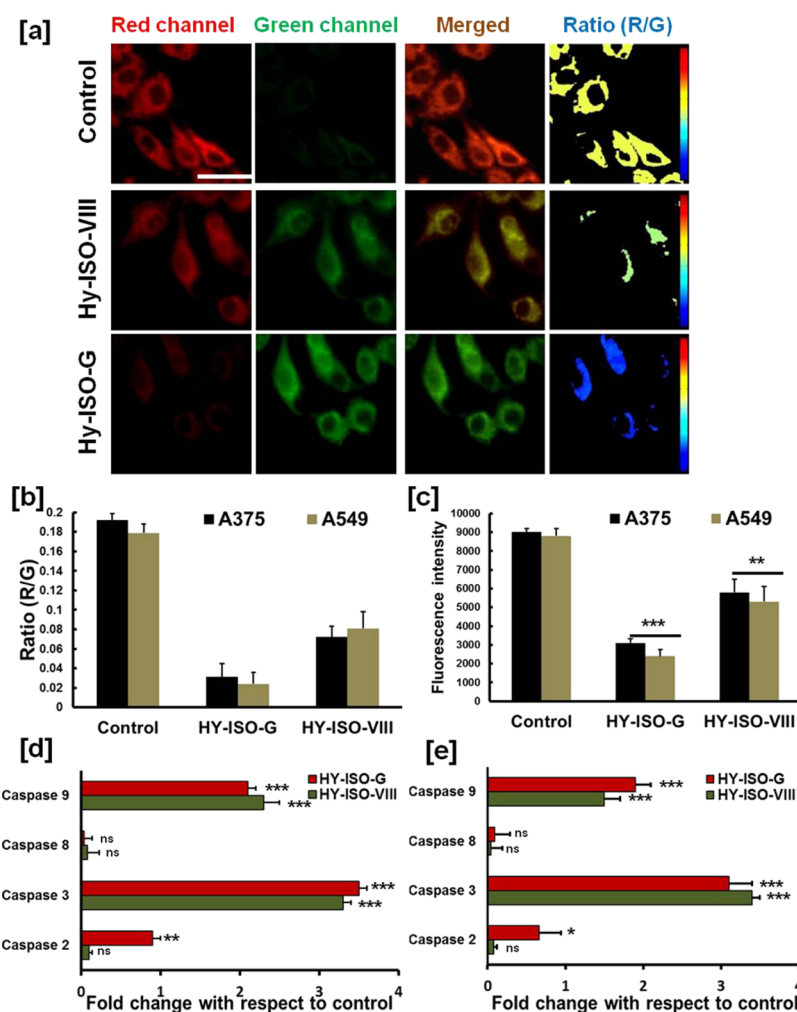 [a]
Red channel Green channel Merged Ratio (R/G)
Control
Hy-ISO-VIII
Hy-ISO-G
[b]
Ratio (R/G)
0.2
0.18
0.16
0.14
0.12
0.1
0.08
0.06
0.04
0.02
0
A375 A549
Control HY-ISO-G HY-ISO-VIII
[c]
Fluorescence intensity
10000
9000
8000
7000
6000
5000
4000
3000
2000
1000
0
A375 A549
***
**
Control HY-ISO-G HY-ISO-VIII
[d]
HY-ISO-G
HY-ISO-VIII
Caspase 9
***
***
Caspase 8
ns
ns
Caspase 3
***
***
Caspase 2
**
ns
0 1 2 3 4
Fold change with respect to control
[e]
HY-ISO-G
HY-ISO-VIII
Caspase 9
***
***
Caspase 8
ns
ns
Caspase 3
***
***
Caspase 2
*
ns
0 1 2 3 4
Fold change with respect to control